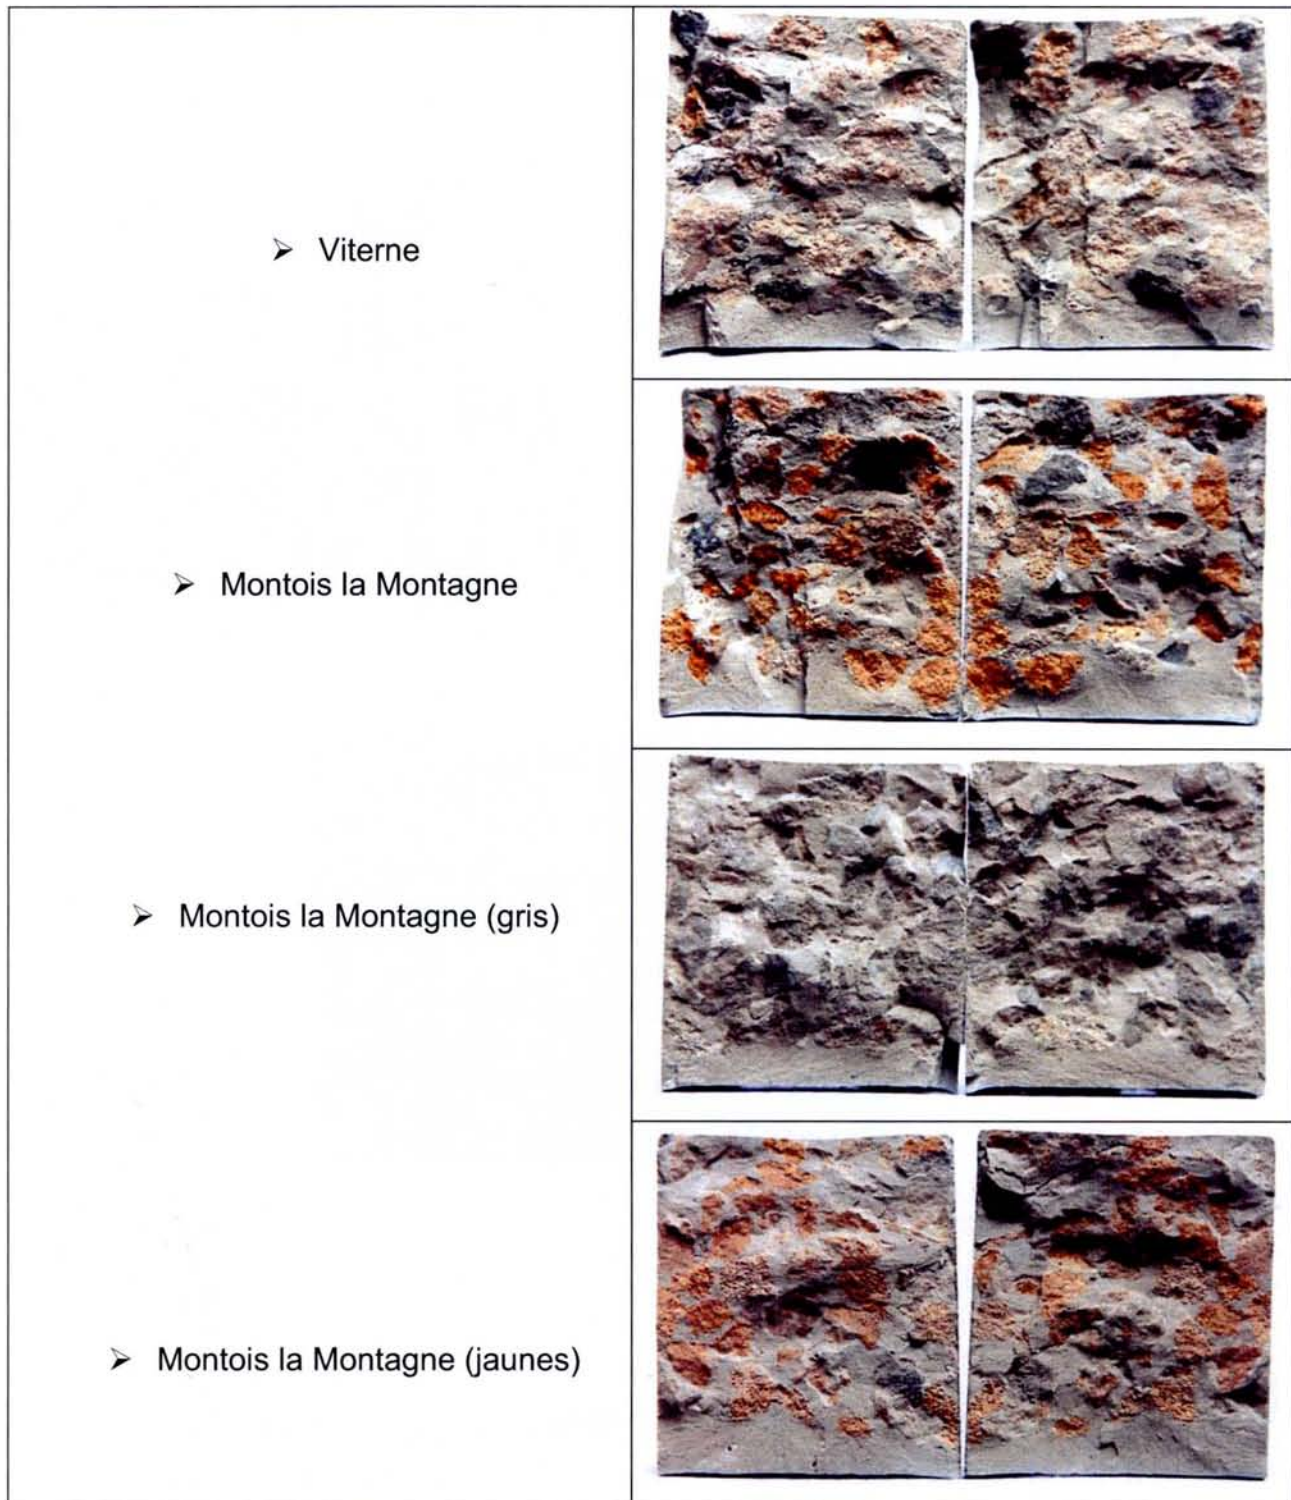 ➢ Viterne
➢ Montois la Montagne
➢ Montois la Montagne (gris)
➢ Montois la Montagne (jaunes)